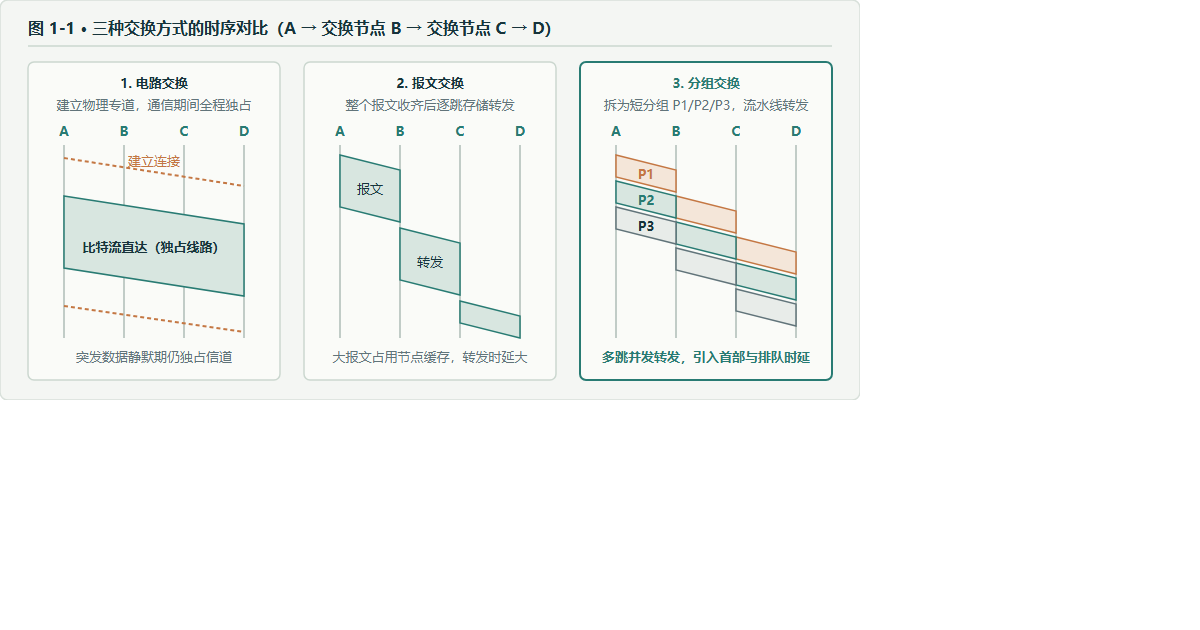 图 1-1 • 三种交换方式的时序对比（A → 交换节点 B → 交换节点 C → D）
1. 电路交换
建立物理专道，通信期间全程独占
A B C D
建立连接
比特流直达（独占线路）
突发数据静默期仍独占信道
2. 报文交换
整个报文收齐后逐跳存储转发
A B C D
报文
转发
大报文占用节点缓存，转发时延大
3. 分组交换
拆为短分组 P1/P2/P3，流水线转发
A B C D
P1
P2
P3
多跳并发转发，引入首部与排队时延